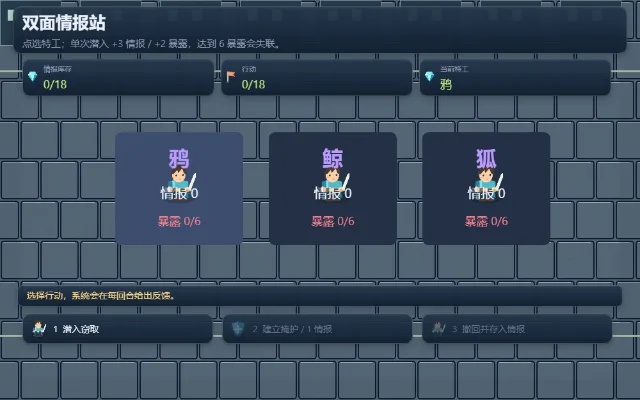 双面情报站
点选特工；单次潜入 +3 情报 / +2 暴露，达到 6 暴露会失联。
情报库存
0/18
行动
0/18
当前特工
鸦
鸦
情报 0
暴露 0/6
鲸
情报 0
暴露 0/6
狐
情报 0
暴露 0/6
选择行动，系统会在每回合给出反馈。
1 潜入窃取
2 建立掩护 / 1 情报
3 撤回并存入情报